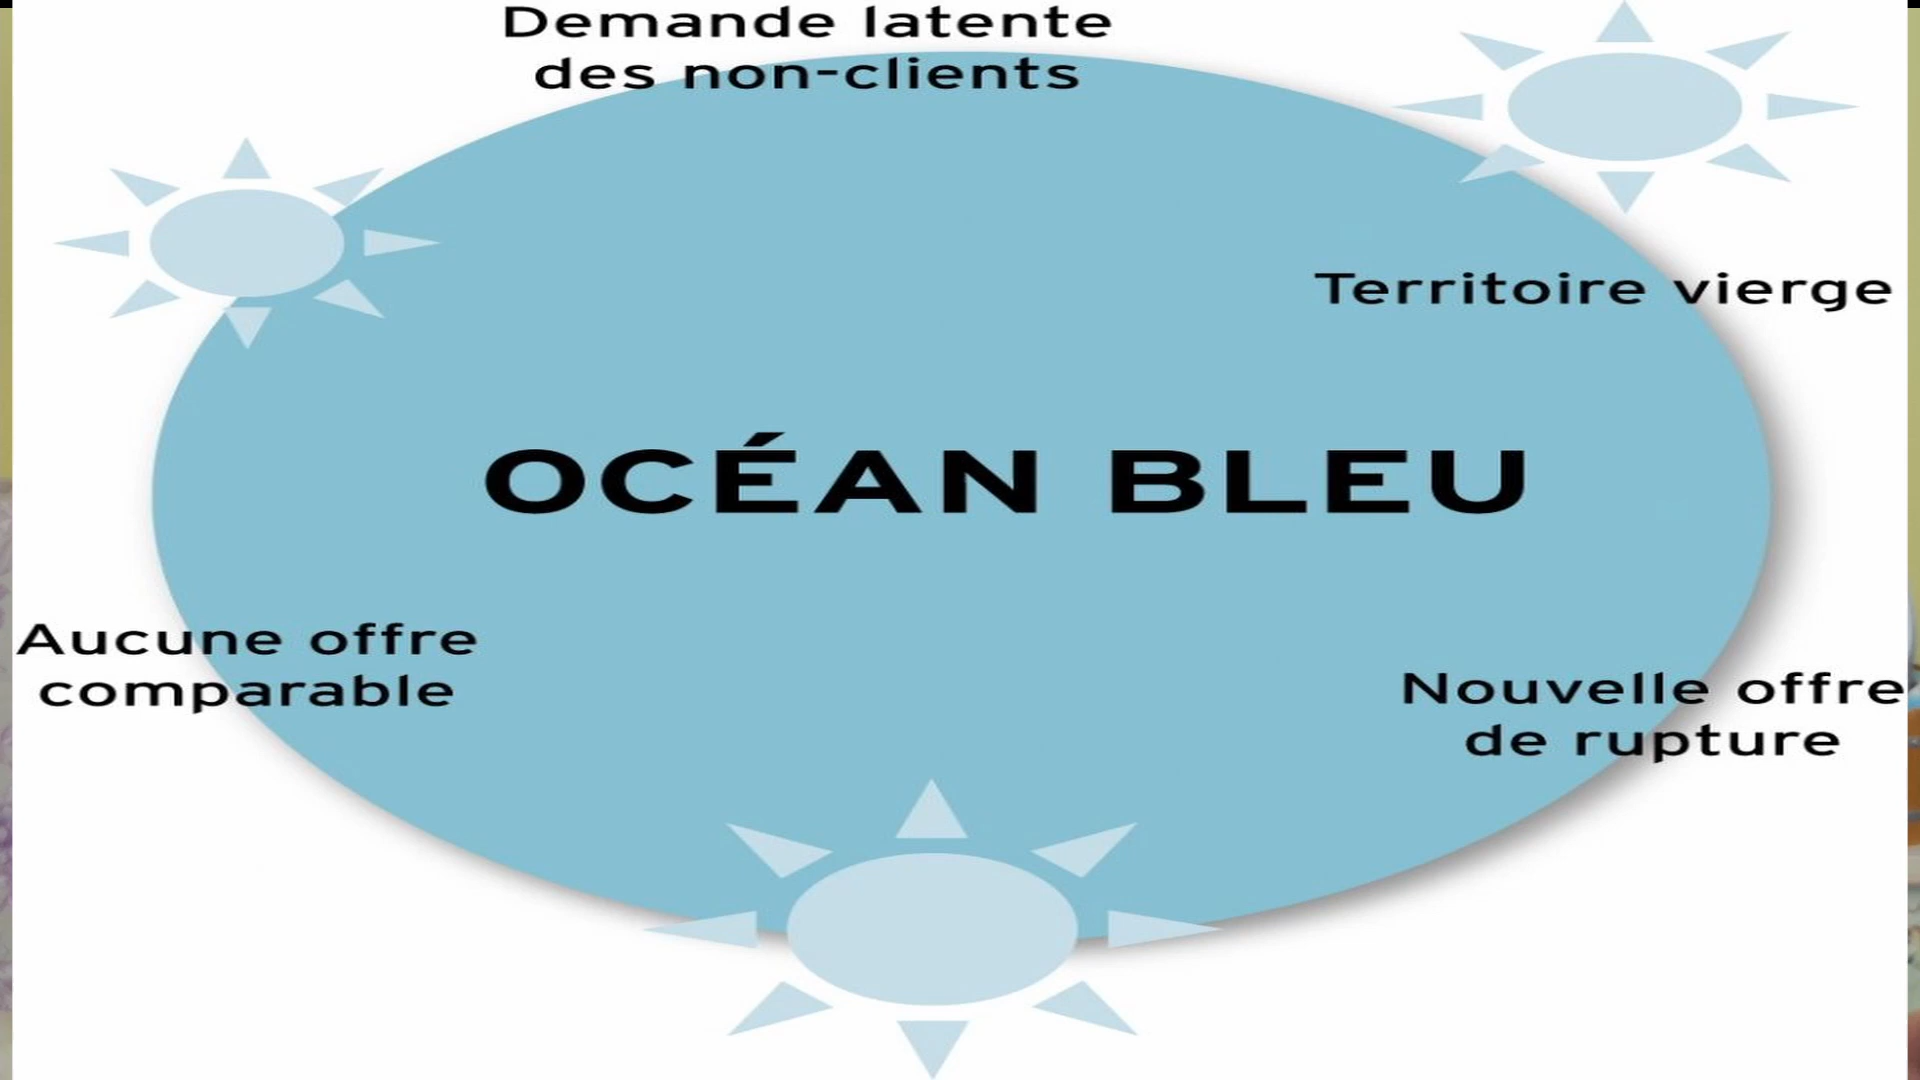 Demande latente
des non-clients
Territoire vierge
OCÉAN BLEU
Aucune offre
comparable
Nouvelle offre
de rupture